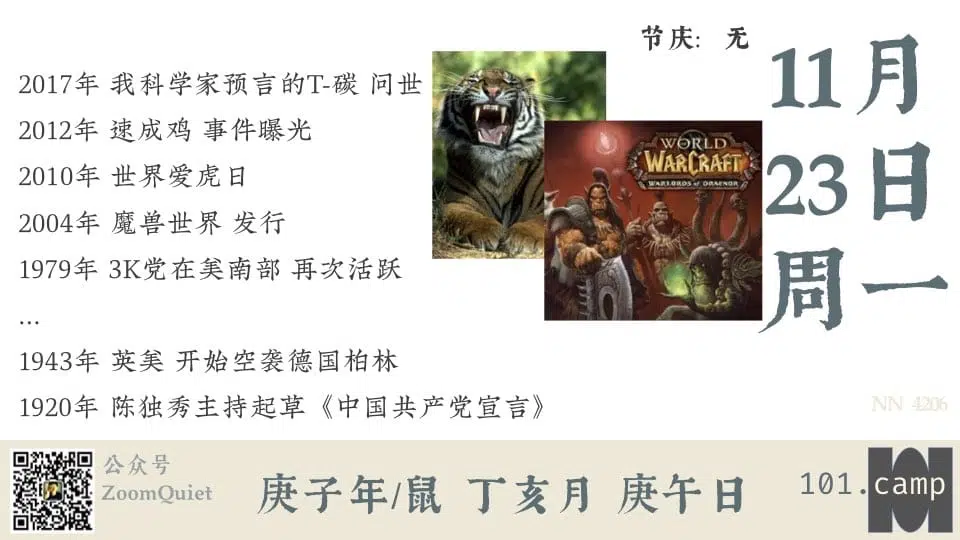 节庆: 无
11月
23日
周一
2017年 我科学家预言的T-碳 问世
2012年 速成鸡 事件曝光
2010年 世界爱虎日
2004年 魔兽世界 发行
1979年 3K党在美南部 再次活跃
...
1943年 英美 开始空袭德国柏林
1920年 陈独秀主持起草《中国共产党宣言》
WORLD
WARCRAFT
WARLORDS OF DRAENOR
NN 4206
公众号
ZoomQuiet
庚子年/鼠 丁亥月 庚午日
101.camp